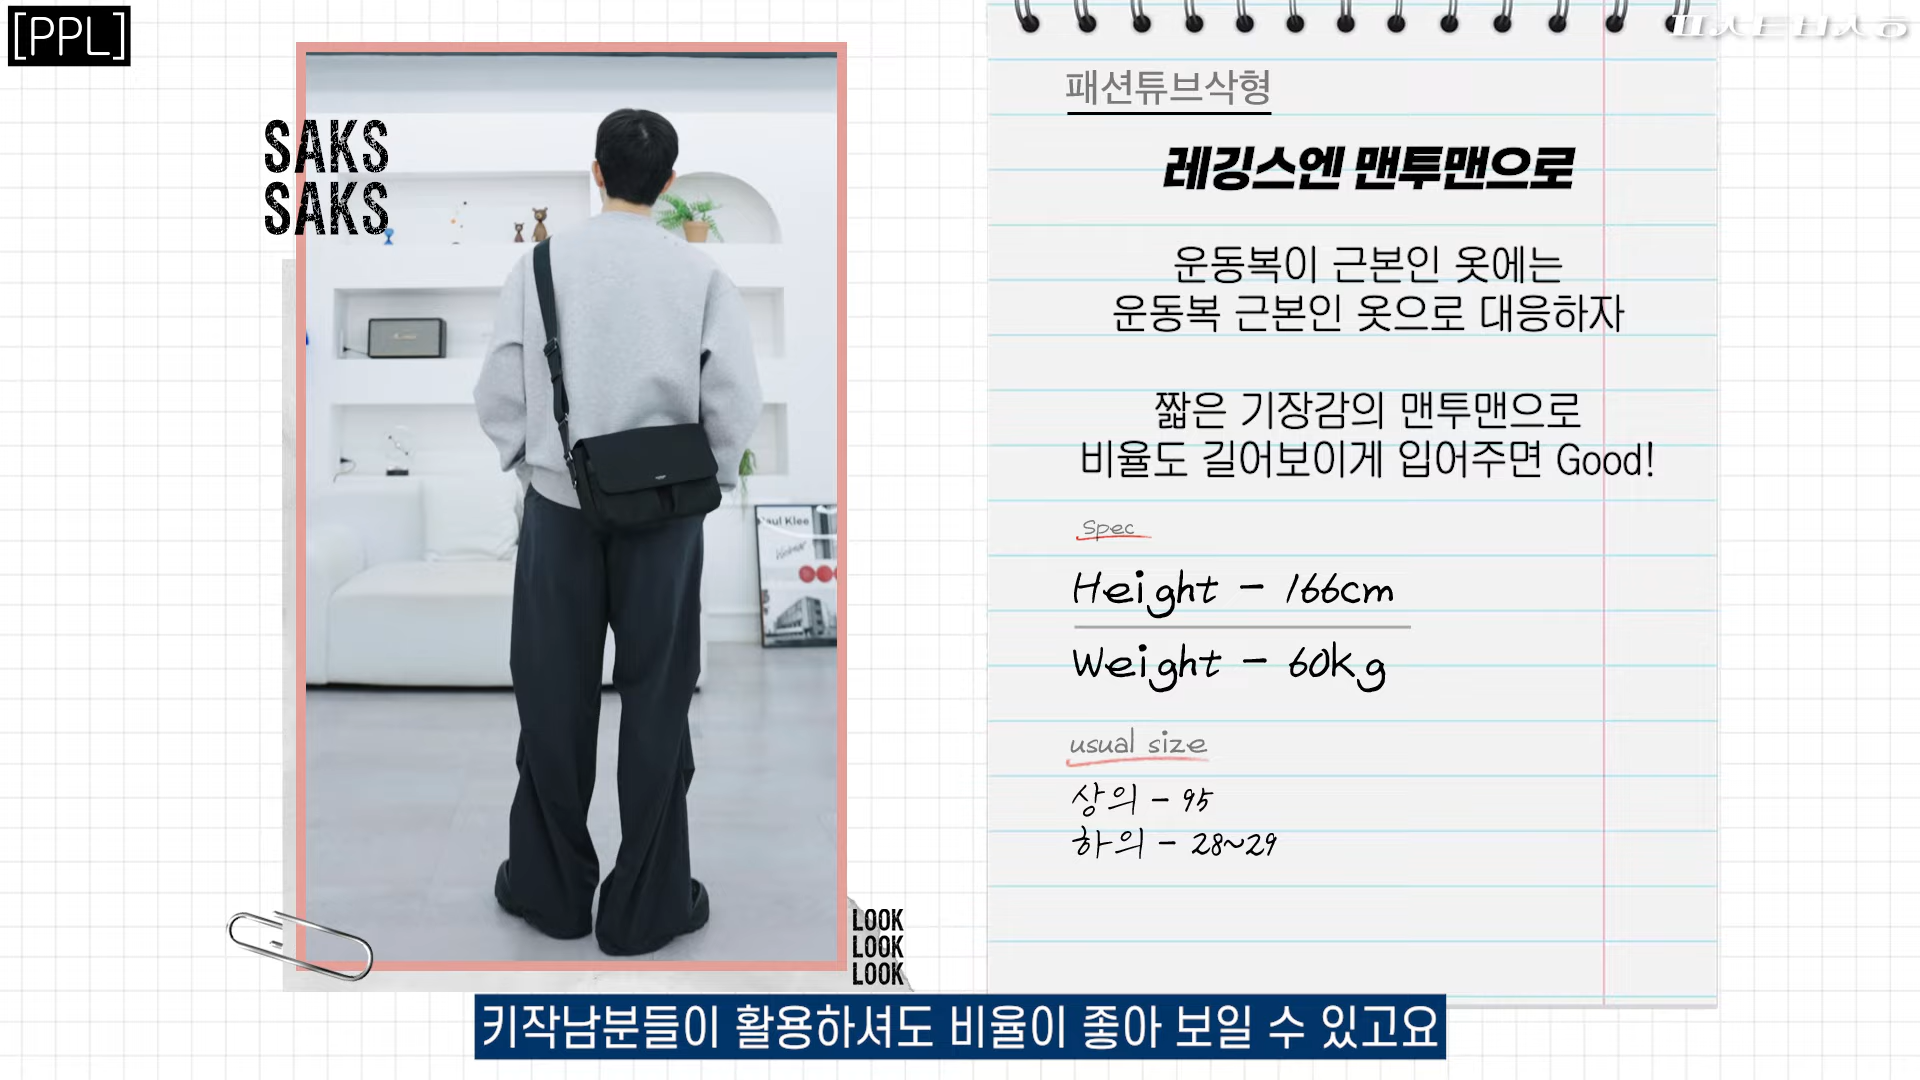 [PPL]
SAKS
SAKS
패션튜브삭형
레깅스엔 맨투맨으로
운동복이 근본인 옷에는
운동복 근본인 옷으로 대응하자
짧은 기장감의 맨투맨으로
비율도 길어보이게 입어주면 Good!
Spec
Height - 166cm
Weight - 60kg
usual size
상의 - 95
하의 - 28~29
Paul Klee
LOOK
LOOK
LOOK
키작남분들이 활용하셔도 비율이 좋아 보일 수 있고요